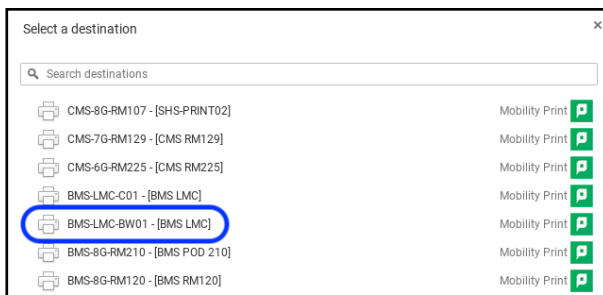 Select a destination ×
Search destinations
CMS-8G-RM107 - [SHS-PRINT02] Mobility Print
CMS-7G-RM129 - [CMS RM129] Mobility Print
CMS-6G-RM225 - [CMS RM225] Mobility Print
BMS-LMC-C01 - [BMS LMC] Mobility Print
BMS-LMC-BW01 - [BMS LMC] Mobility Print
BMS-8G-RM210 - [BMS POD 210] Mobility Print
BMS-8G-RM120 - [BMS RM120] Mobility Print